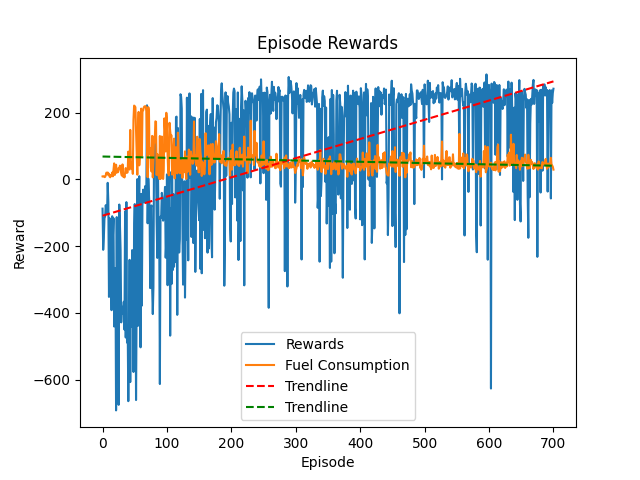 Episode Rewards
200
0
−200
−400
−600
Reward
Rewards
Fuel Consumption
Trendline
Trendline
0 100 200 300 400 500 600 700
Episode